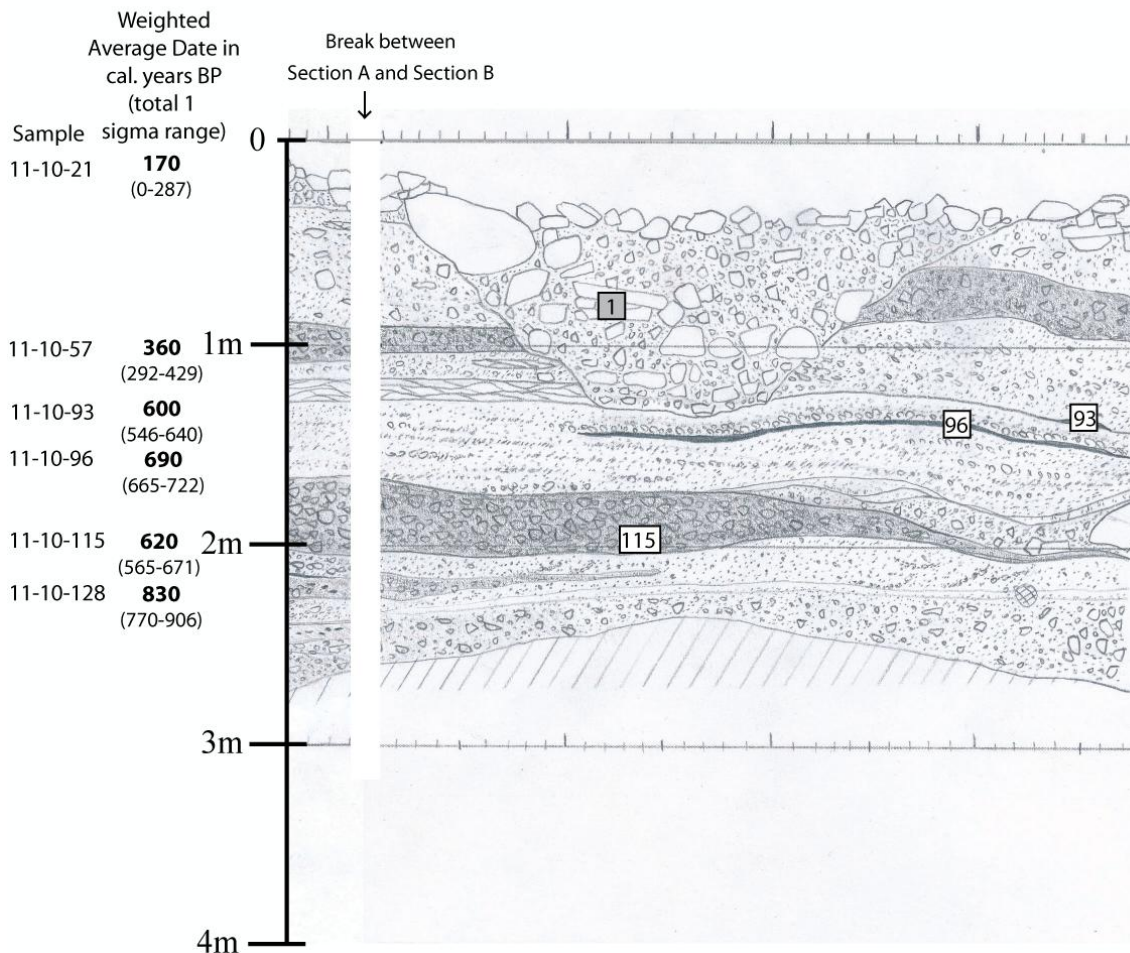 Weighted
Average Date in
cal. years BP
(total 1
sigma range)
Break between
Section A and Section B
Sample
0
11-10-21 170
(0-287)
1
11-10-57 360
(292-429)
1m
11-10-93 600
(546-640)
93
96
11-10-96 690
(665-722)
11-10-115 620
(565-671)
115
2m
11-10-128 830
(770-906)
3m
4m